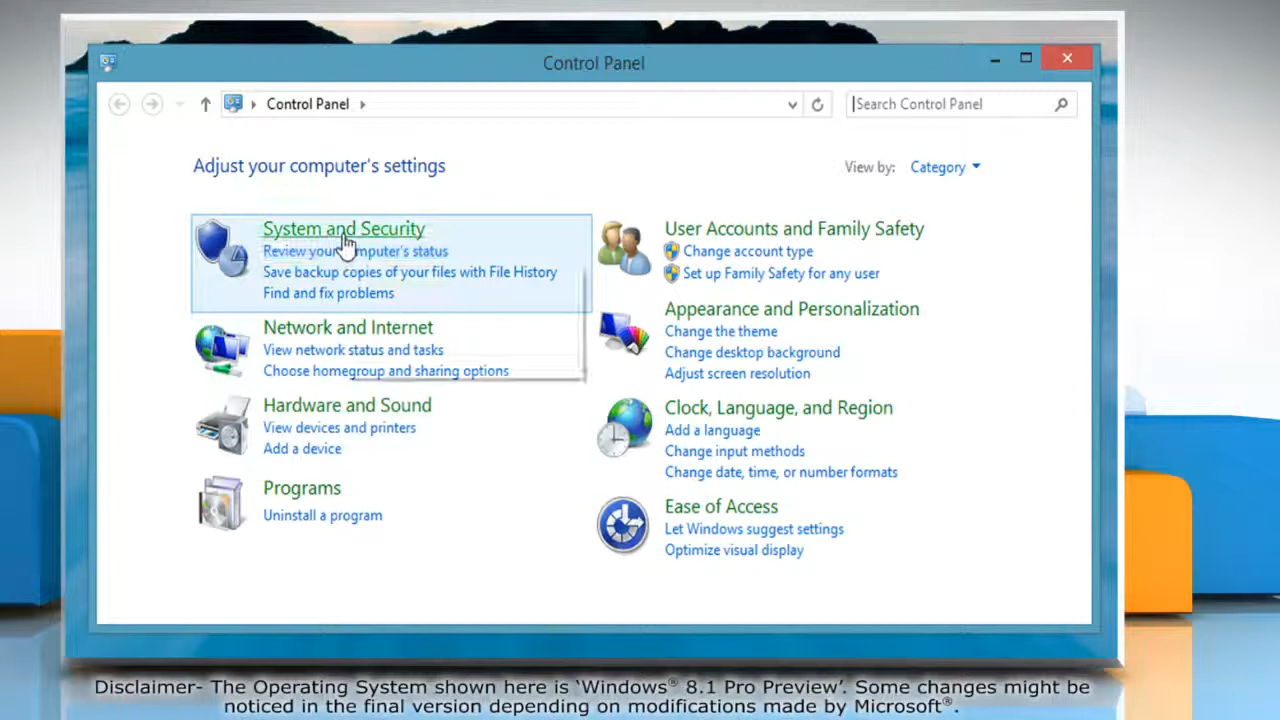 Control Panel
Control Panel
Search Control Panel
Adjust your computer's settings
View by: Category
System and Security
Review your computer's status
Save backup copies of your files with File History
Find and fix problems
Network and Internet
View network status and tasks
Choose homegroup and sharing options
Hardware and Sound
View devices and printers
Add a device
Programs
Uninstall a program
User Accounts and Family Safety
Change account type
Set up Family Safety for any user
Appearance and Personalization
Change the theme
Change desktop background
Adjust screen resolution
Clock, Language, and Region
Add a language
Change input methods
Change date, time, or number formats
Ease of Access
Let Windows suggest settings
Optimize visual display
Disclaimer- The Operating System shown here is ‘Windows® 8.1 Pro Preview’. Some changes might be
noticed in the final version depending on modifications made by Microsoft®.